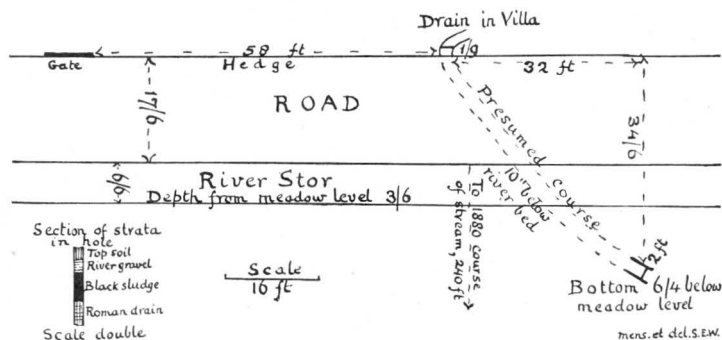 Drain in Villa
58 ft
1/9
Gate
Hedge
32 ft
17/6
ROAD
34/6
Presumed course
10" below
river bed
6/6
River Stor
Depth from meadow level 3/6
To 1880 course
of stream, 240 ft
Section of strata
in hole
Top soil
River gravel
Black sludge
Roman drain
Scale double
Scale
16 ft
2 ft
Bottom 6/4 below
meadow level
mens. et del. S.E.W.